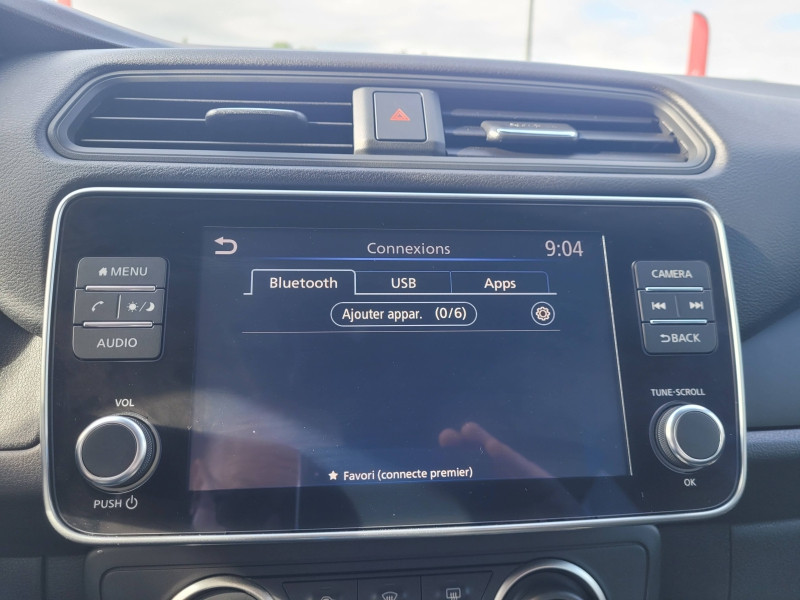 Connexions 9:04
Bluetooth USB Apps
Ajouter appar. (0/6)
★ Favori (connecte premier)
MENU
AUDIO
VOL
PUSH
CAMERA
BACK
TUNE·SCROLL
OK